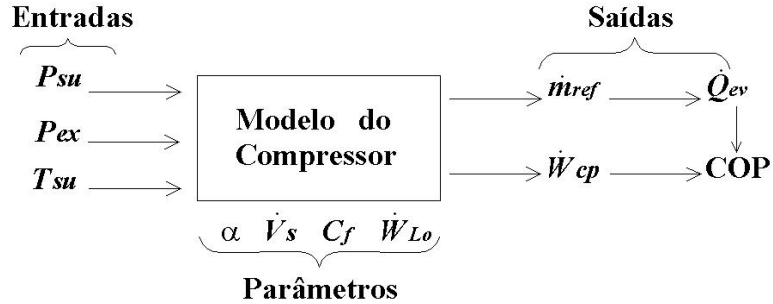 Entradas
Saídas
Psu
ṁref
Q̇ev
Pex
Modelo do
Compressor
Tsu
Ẇcp
COP
α V̇s Cf ẆLo
Parâmetros